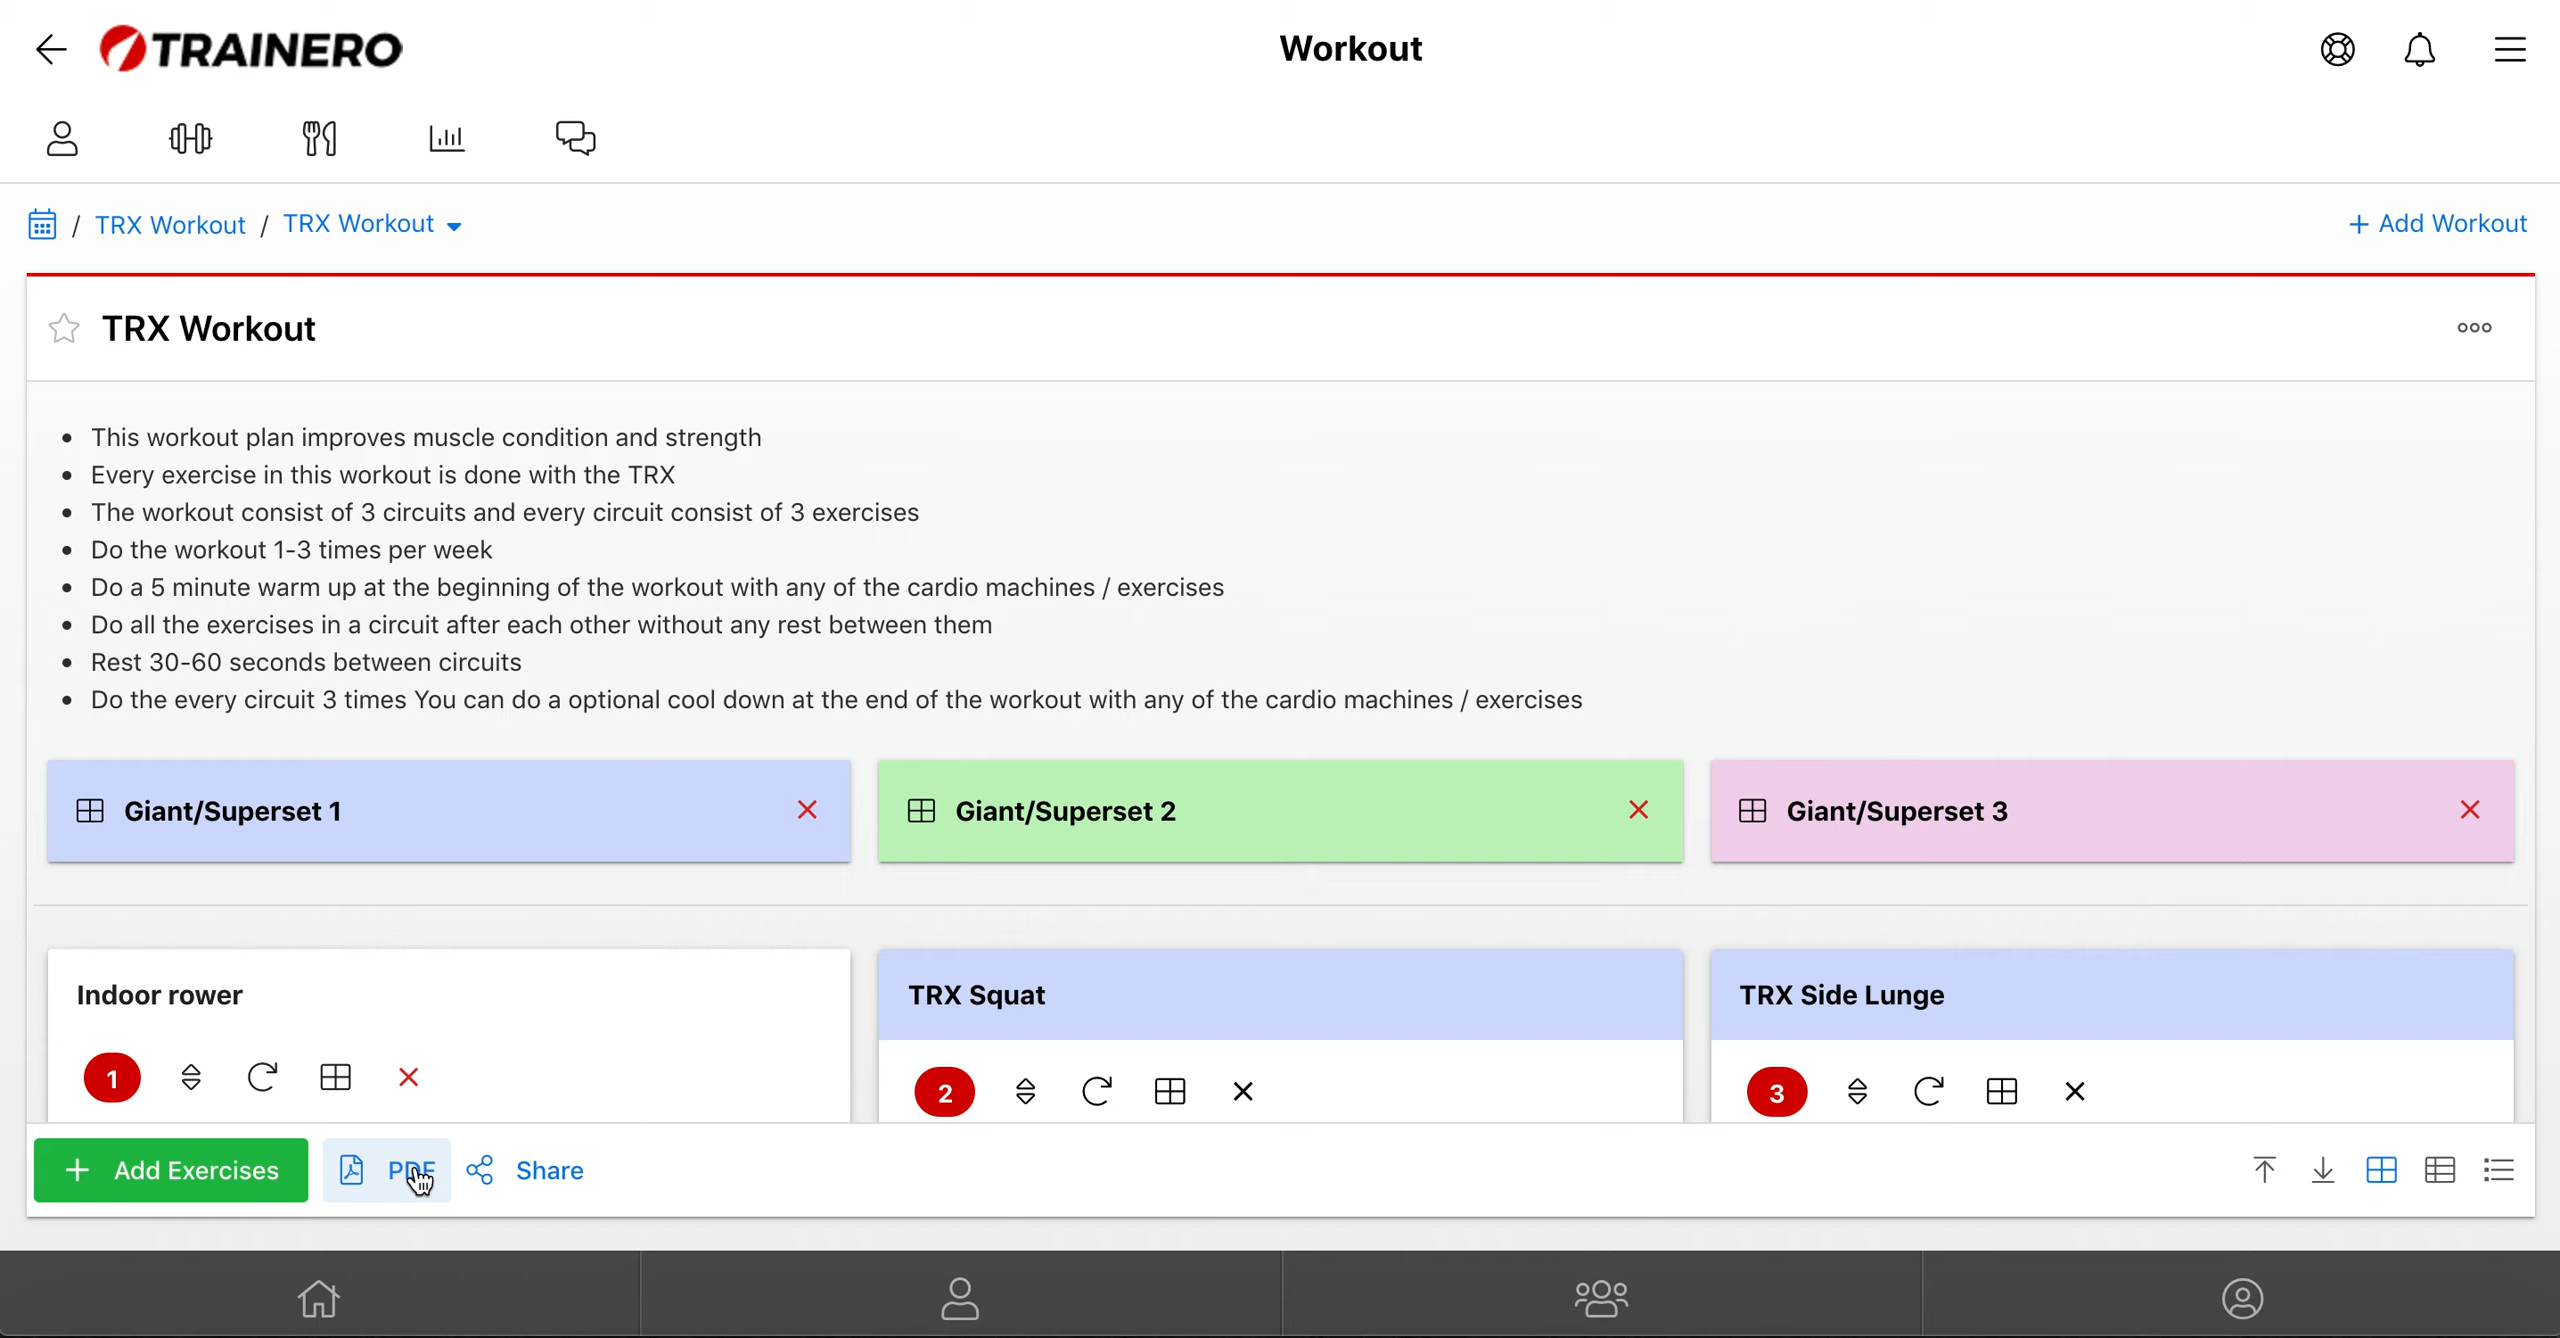 TRAINERO
Workout
/ TRX Workout / TRX Workout
+ Add Workout
TRX Workout
• This workout plan improves muscle condition and strength
• Every exercise in this workout is done with the TRX
• The workout consist of 3 circuits and every circuit consist of 3 exercises
• Do the workout 1-3 times per week
• Do a 5 minute warm up at the beginning of the workout with any of the cardio machines / exercises
• Do all the exercises in a circuit after each other without any rest between them
• Rest 30-60 seconds between circuits
• Do the every circuit 3 times You can do a optional cool down at the end of the workout with any of the cardio machines / exercises
Giant/Superset 1
Giant/Superset 2
Giant/Superset 3
Indoor rower
TRX Squat
TRX Side Lunge
1
2
3
+ Add Exercises
PDF
Share